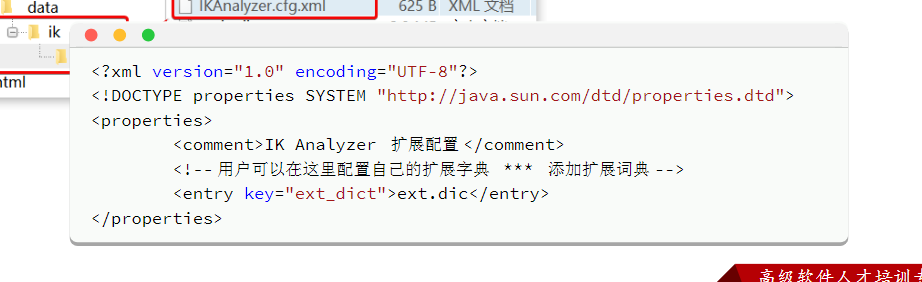 data
IKAnalyzer.cfg.xml 625 B XML 文档
ik
html
<?xml version="1.0" encoding="UTF-8"?>
<!DOCTYPE properties SYSTEM "http://java.sun.com/dtd/properties.dtd">
<properties>
<comment>IK Analyzer 扩展配置</comment>
<!--用户可以在这里配置自己的扩展字典 *** 添加扩展词典-->
<entry key="ext_dict">ext.dic</entry>
</properties>
高级软件人才培训